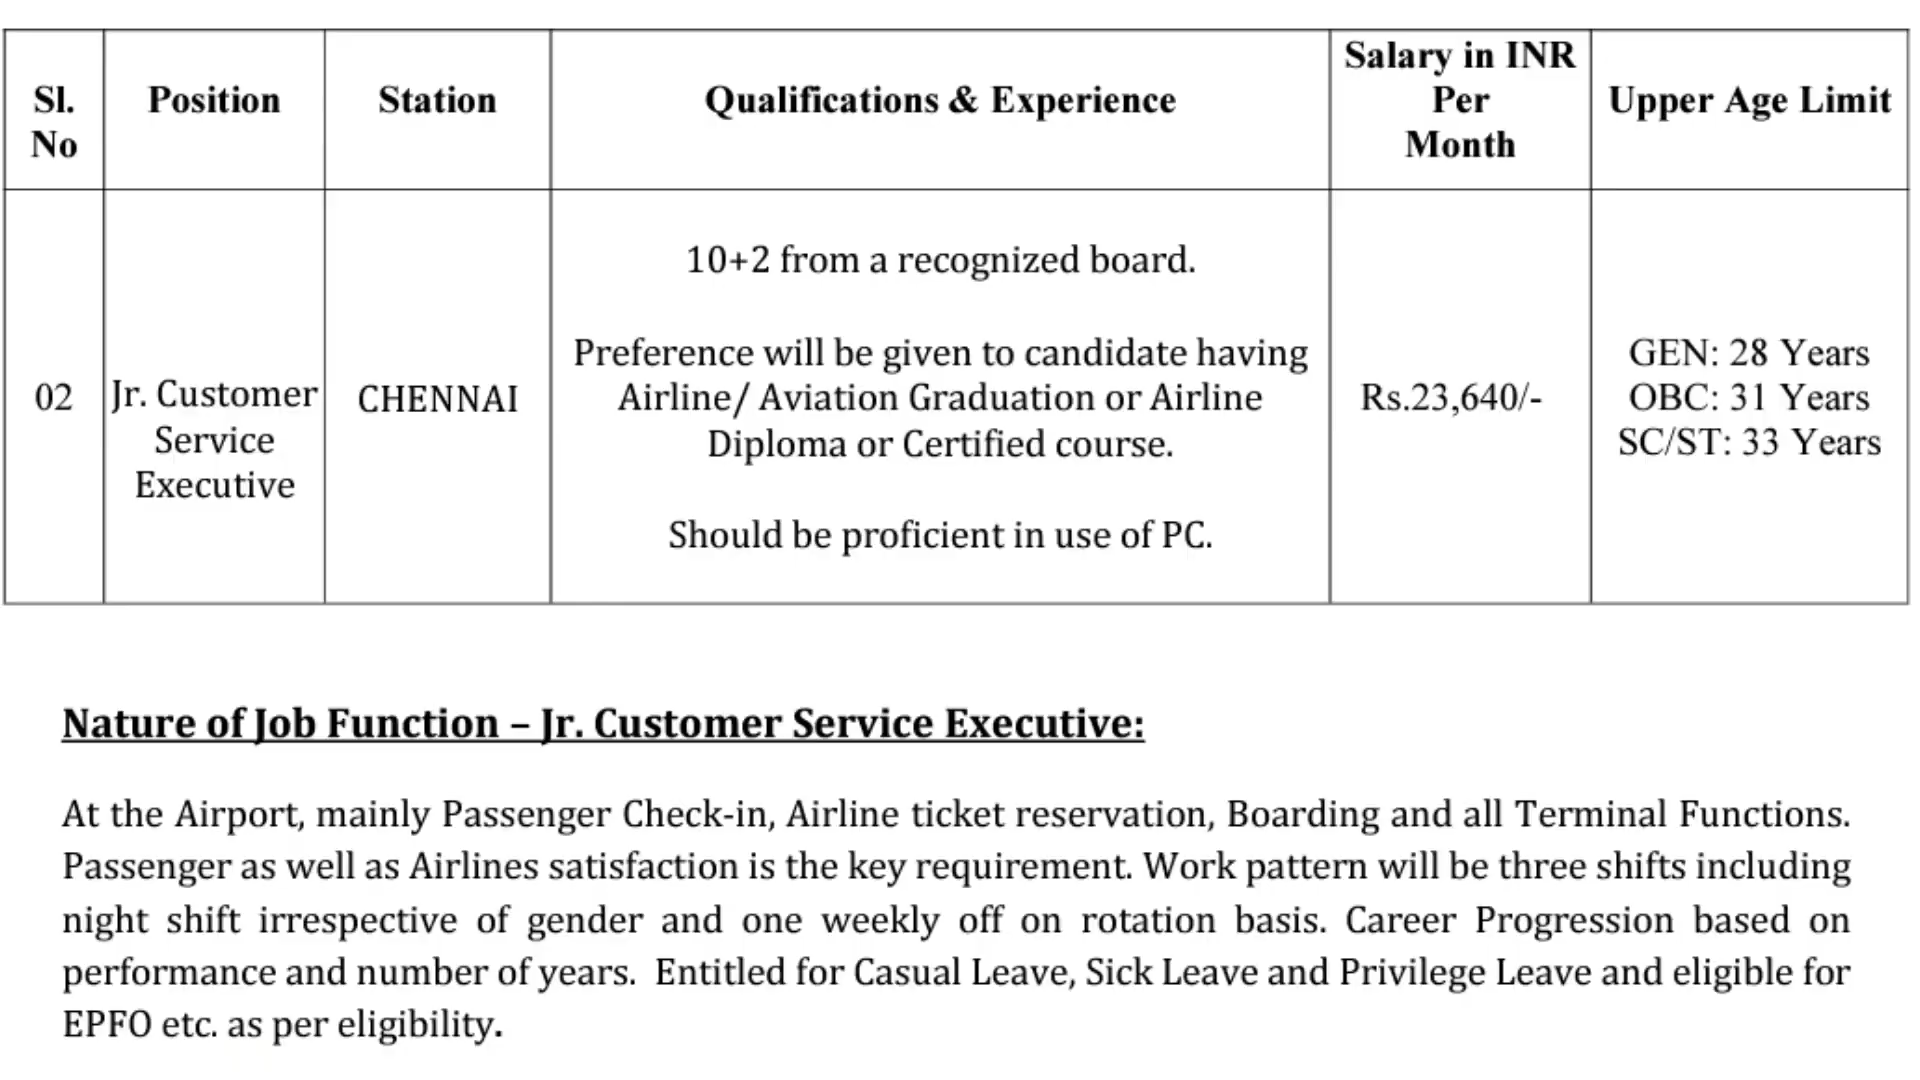 Sl. No
Position
Station
Qualifications & Experience
Salary in INR
Per
Month
Upper Age Limit
02
Jr. Customer
Service
Executive
CHENNAI
10+2 from a recognized board.
Preference will be given to candidate having
Airline/ Aviation Graduation or Airline
Diploma or Certified course.
Should be proficient in use of PC.
Rs.23,640/-
GEN: 28 Years
OBC: 31 Years
SC/ST: 33 Years
Nature of Job Function – Jr. Customer Service Executive:
At the Airport, mainly Passenger Check-in, Airline ticket reservation, Boarding and all Terminal Functions.
Passenger as well as Airlines satisfaction is the key requirement. Work pattern will be three shifts including
night shift irrespective of gender and one weekly off on rotation basis. Career Progression based on
performance and number of years. Entitled for Casual Leave, Sick Leave and Privilege Leave and eligible for
EPFO etc. as per eligibility.